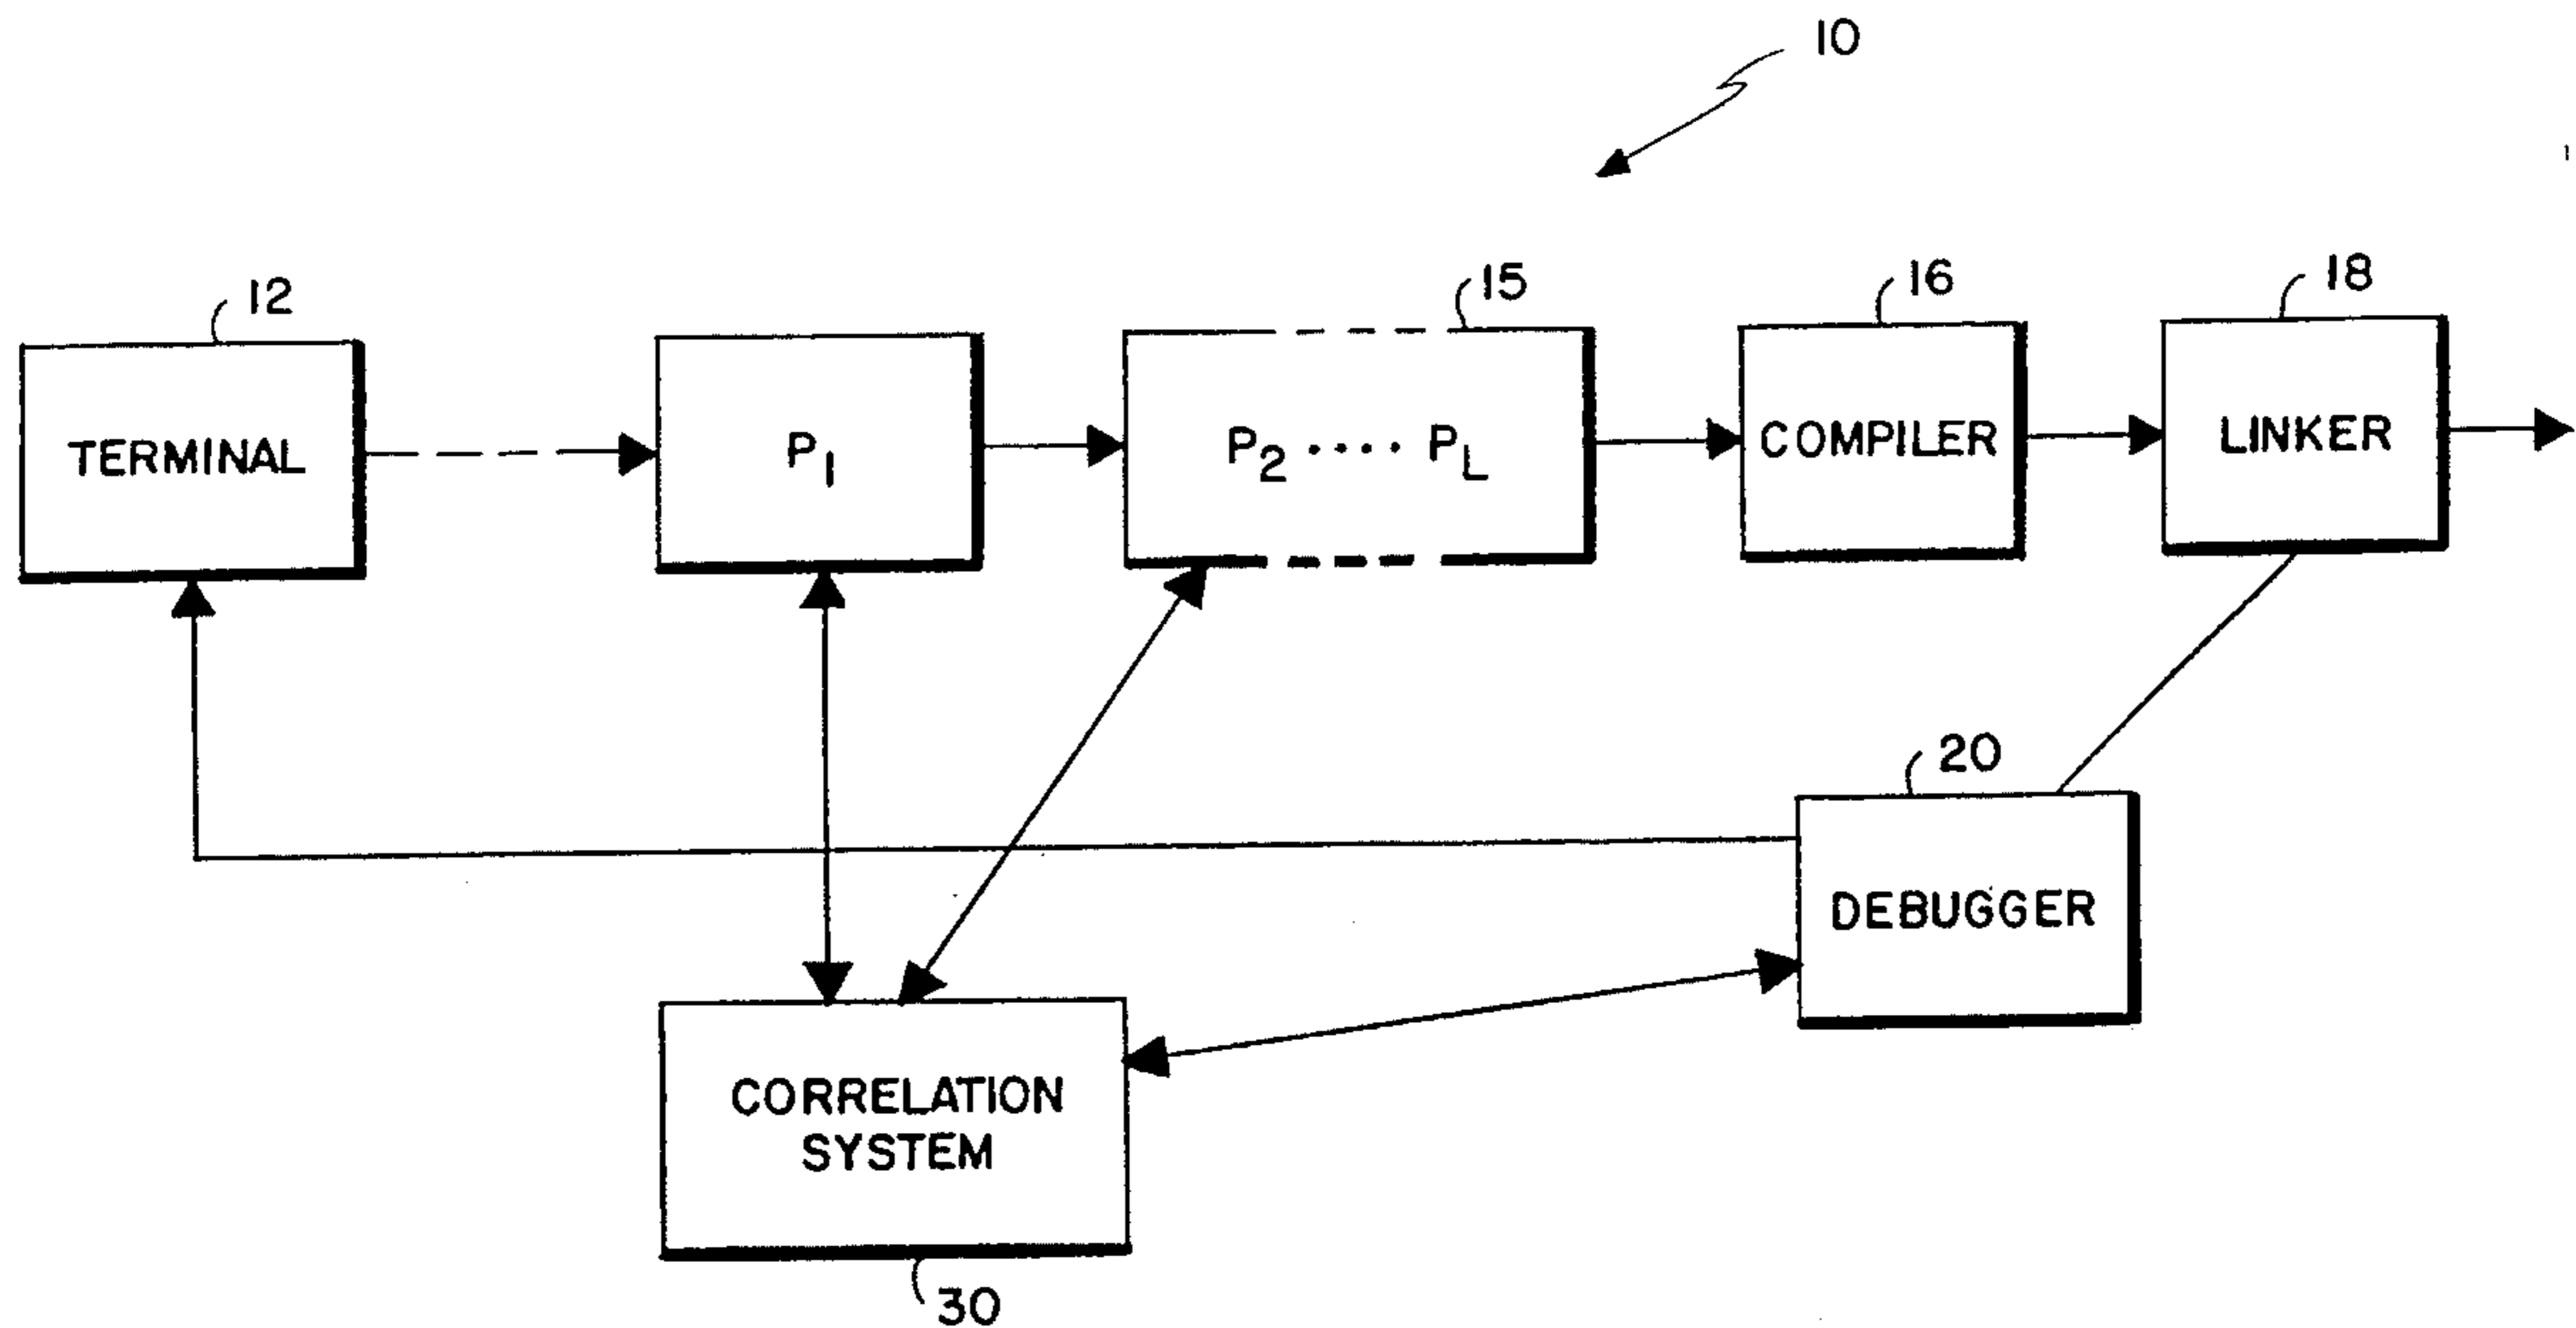 10
12
15
16
18
TERMINAL
P1
P2 .... PL
COMPILER
LINKER
20
DEBUGGER
CORRELATION
SYSTEM
30